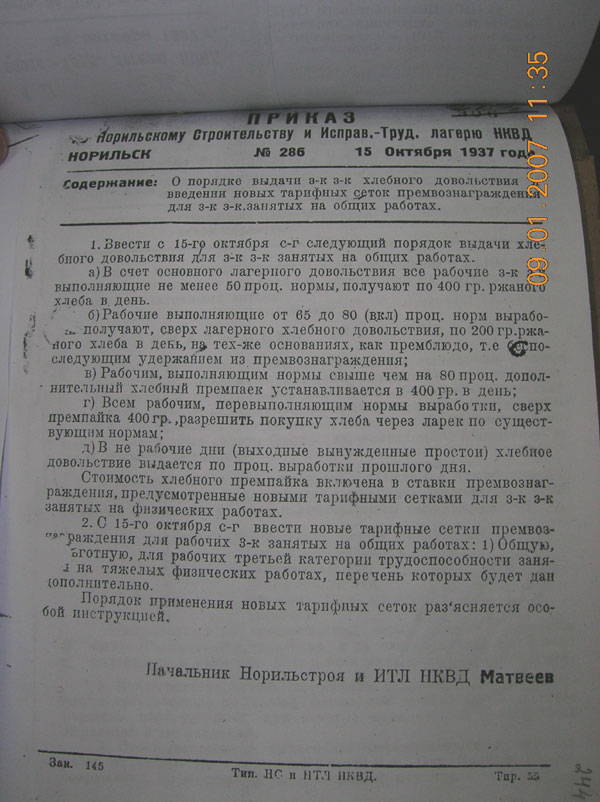 ПРИКАЗ
Норильскому Строительству и Исправ.-Труд. лагерю НКВД
НОРИЛЬСК № 286 15 Октября 1937 года
Содержание: О порядке выдачи з-к з-к хлебного довольствия
введении новых тарифных сеток премвознаграждения
для з-к з-к.занятых на общих работах.
1. Ввести с 15-го октября с-г следующий порядок выдачи хле-
бного довольствия для з-к з-к занятых на общих работах.
а) В счет основного лагерного довольствия все рабочие з-к
выполняющие не менее 50 проц. нормы, получают по 400 гр. ржаного
хлеба в день.
б) Рабочие выполняющие от 65 до 80 (вкл) проц. норм вырабо-
получают, сверх лагерного хлебного довольствия, по 200 гр.ржа-
ного хлеба в день, на тех-же основаниях, как премблюдо, т.е с по-
следующим удержанием из премвознаграждения;
в) Рабочим, выполняющим нормы свыше чем на 80 проц. допол-
нительный хлебный премпаек устанавливается в 400 гр. в день;
г) Всем рабочим, перевыполняющим нормы выработки, сверх
премпайка 400 гр., разрешить покупку хлеба через ларек по сущест-
вующим нормам;
д) В не рабочие дни (выходные вынужденные простои) хлебное
довольствие выдается по проц. выработки прошлого дня.
Стоимость хлебного премпайка включена в ставки премвознаг-
раждения, предусмотренные новыми тарифными сетками для з-к з-к
занятых на физических работах.
2. С 15-го октября с-г ввести новые тарифные сетки премвоз-
раждения для рабочих З-к занятых на общих работах: 1) Общую,
ьготную, для рабочих третьей категории трудоспособности заня-
на тяжелых физических работах, перечень которых будет дан
дополнительно.
Порядок применения новых тарифных сеток раз'ясняется осо-
бой инструкцией.
Начальник Норильстроя и ИТЛ НКВД Матвеев
Зак. 145 Тип. НС и ИТЛ НКВД. Тир. 55
244
09 01 2007 11 35